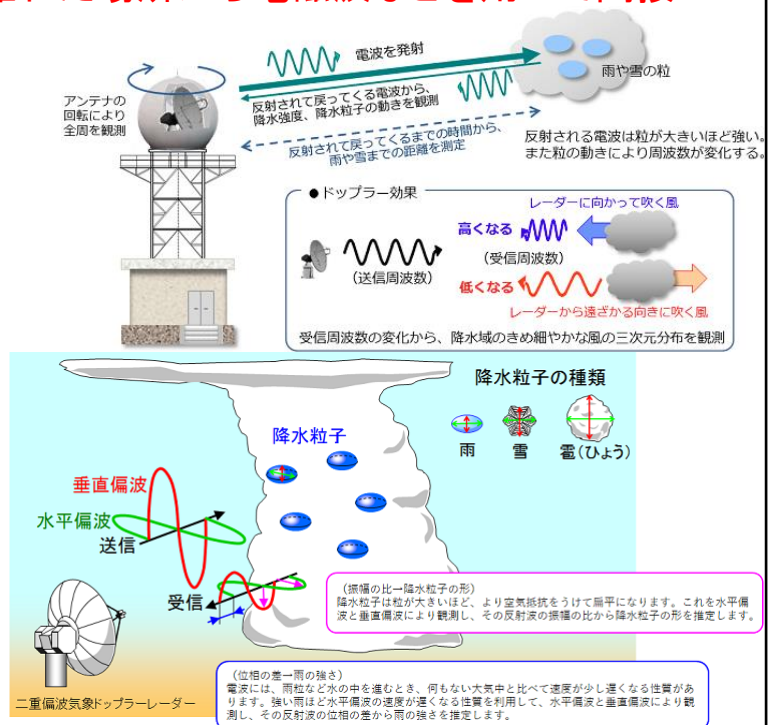 電波を発射
雨や雪の粒
アンテナの
回転により
全周を観測
反射されて戻ってくる電波から、
降水強度、降水粒子の動きを観測
反射されて戻ってくるまでの時間から、
雨や雪までの距離を測定
反射される電波は粒が大きいほど強い。
また粒の動きにより周波数が変化する。
●ドップラー効果
レーダーに向かって吹く風
高くなる
(送信周波数)
(受信周波数)
低くなる
レーダーから遠ざかる向きに吹く風
受信周波数の変化から、降水域のきめ細やかな風の三次元分布を観測
降水粒子の種類
降水粒子
雨
雪
雹(ひょう)
垂直偏波
水平偏波
送信
受信
(振幅の比→降水粒子の形)
降水粒子は粒が大きいほど、より空気抵抗をうけて扁平になります。これを水平偏
波と垂直偏波により観測し、その反射波の振幅の比から降水粒子の形を推定します。
(位相の差→雨の強さ)
電波には、雨粒など水の中を進むとき、何もない大気中と比べて速度が少し遅くなる性質があ
ります。強い雨ほど水平偏波の速度が遅くなる性質を利用して、水平偏波と垂直偏波により観
測し、その反射波の位相の差から雨の強さを推定します。
二重偏波気象ドップラーレーダー